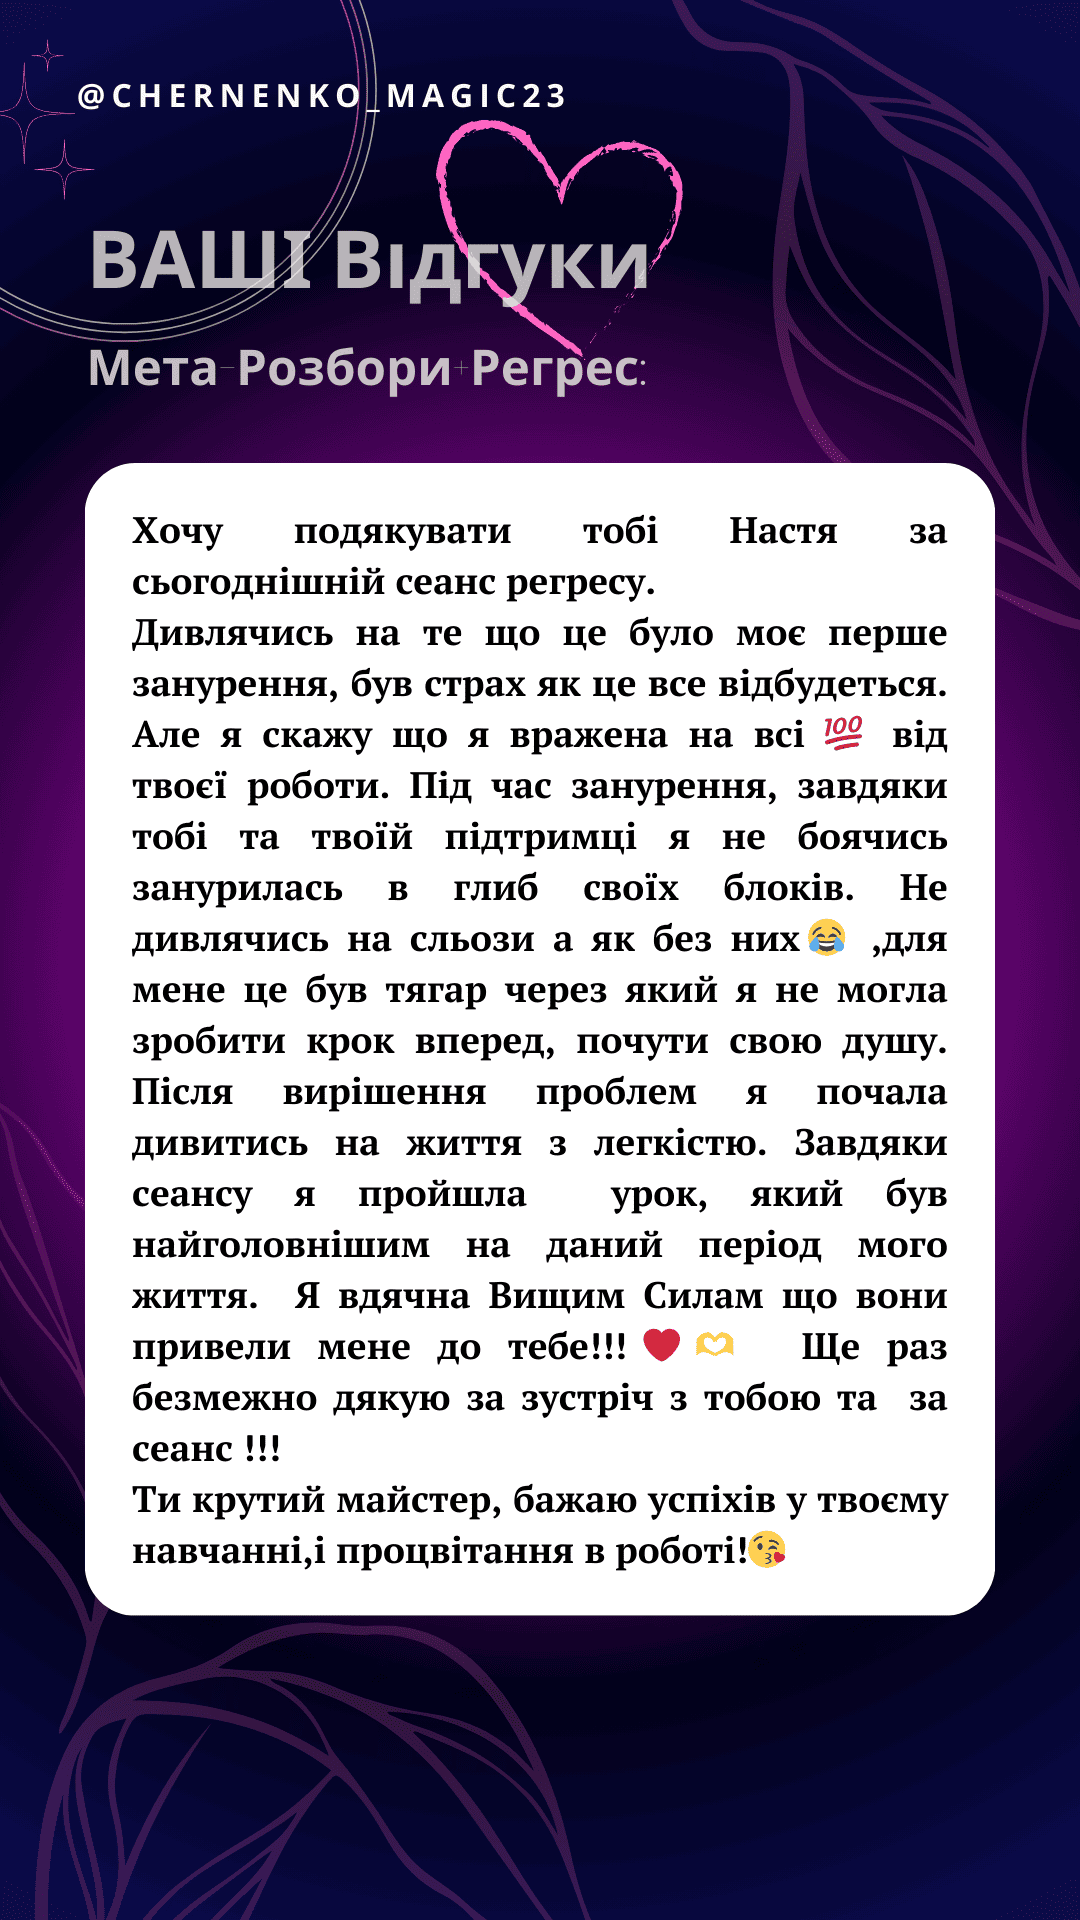 @CHERNENKO_MAGIC23
ВАШІ Відгуки
Мета-Розбори+Регрес:
Хочу подякувати тобі Настя за
сьогоднішній сеанс регресу.
Дивлячись на те що це було моє перше
занурення, був страх як це все відбудеться.
Але я скажу що я вражена на всі 💯 від
твоєї роботи. Під час занурення, завдяки
тобі та твоїй підтримці я не боячись
занурилась в глиб своїх блоків. Не
дивлячись на сльози а як без них😂 ,для
мене це був тягар через який я не могла
зробити крок вперед, почути свою душу.
Після вирішення проблем я почала
дивитись на життя з легкістю. Завдяки
сеансу я пройшла урок, який був
найголовнішим на даний період мого
життя. Я вдячна Вищим Силам що вони
привели мене до тебе!!! ❤️ 🫶 Ще раз
безмежно дякую за зустріч з тобою та за
сеанс !!!
Ти крутий майстер, бажаю успіхів у твоєму
навчанні,і процвітання в роботі!😘